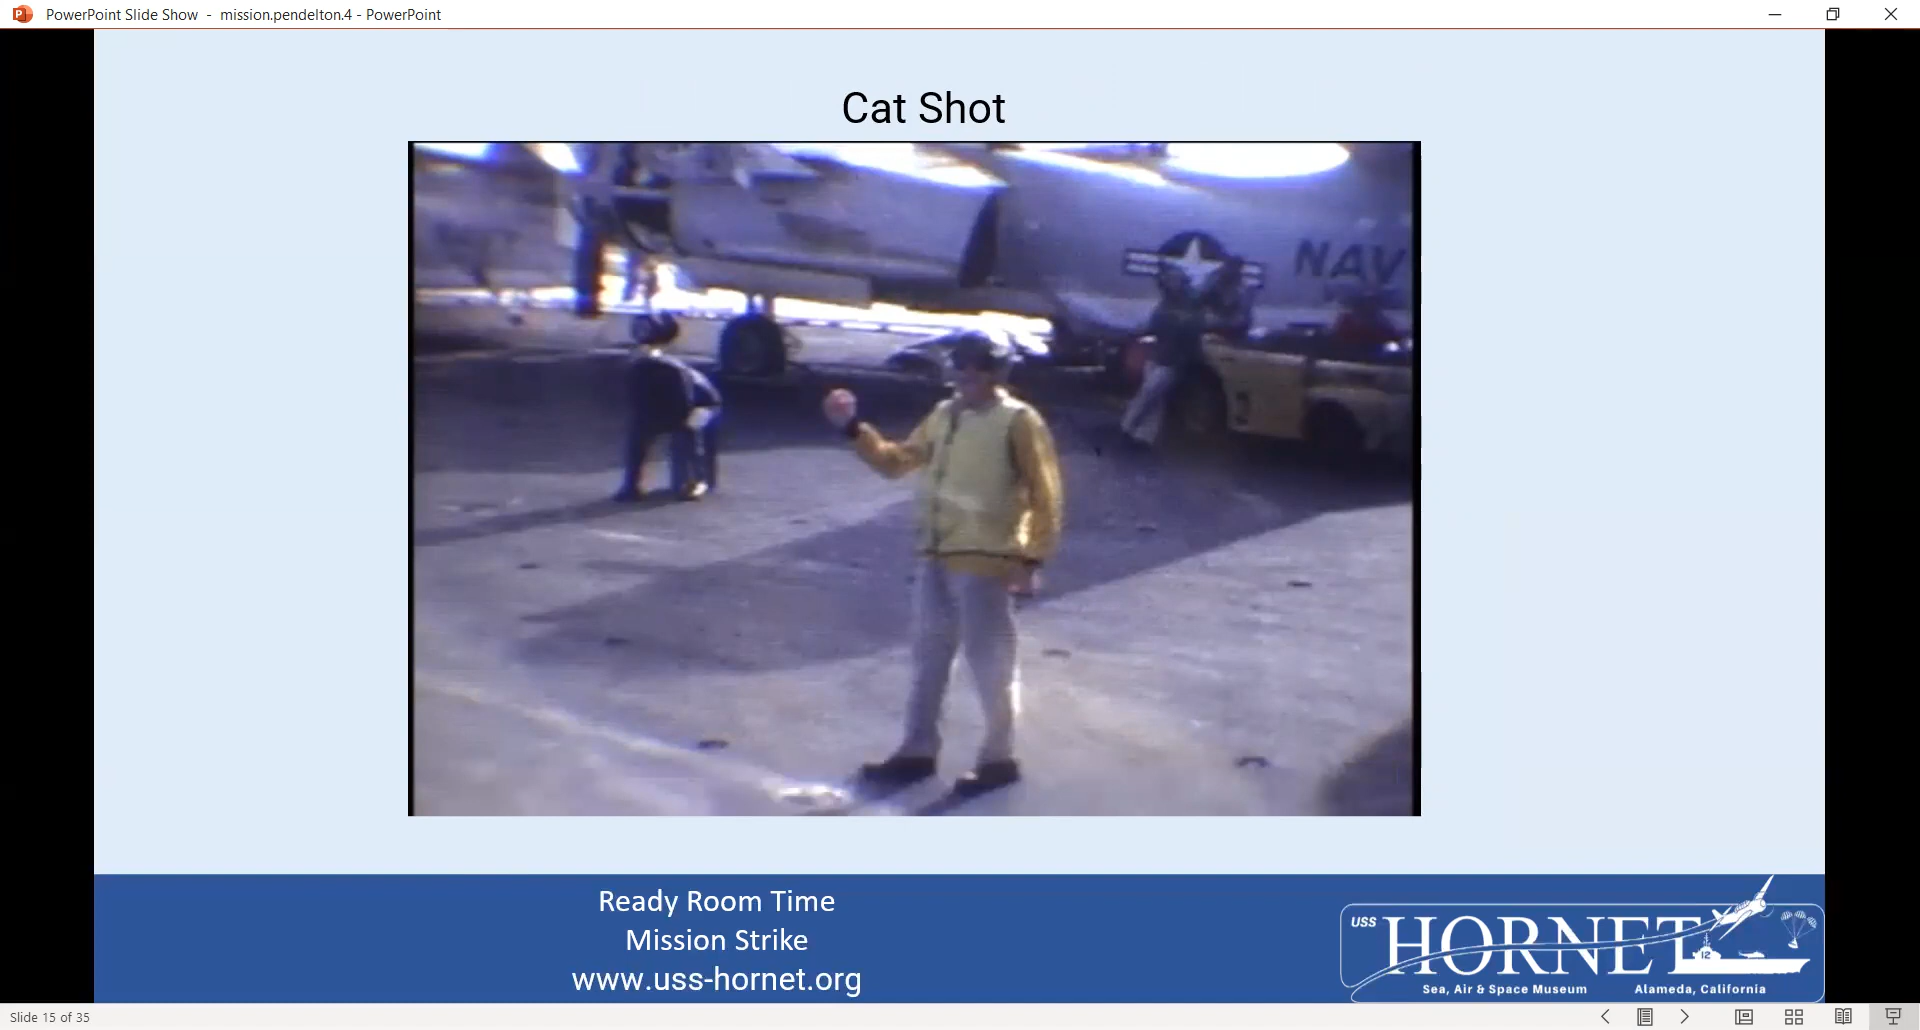 PowerPoint Slide Show - mission.pendelton.4 - PowerPoint
Cat Shot
NAV
Ready Room Time
Mission Strike
www.uss-hornet.org
USS HORNET
12
Sea, Air & Space Museum Alameda, California
Slide 15 of 35